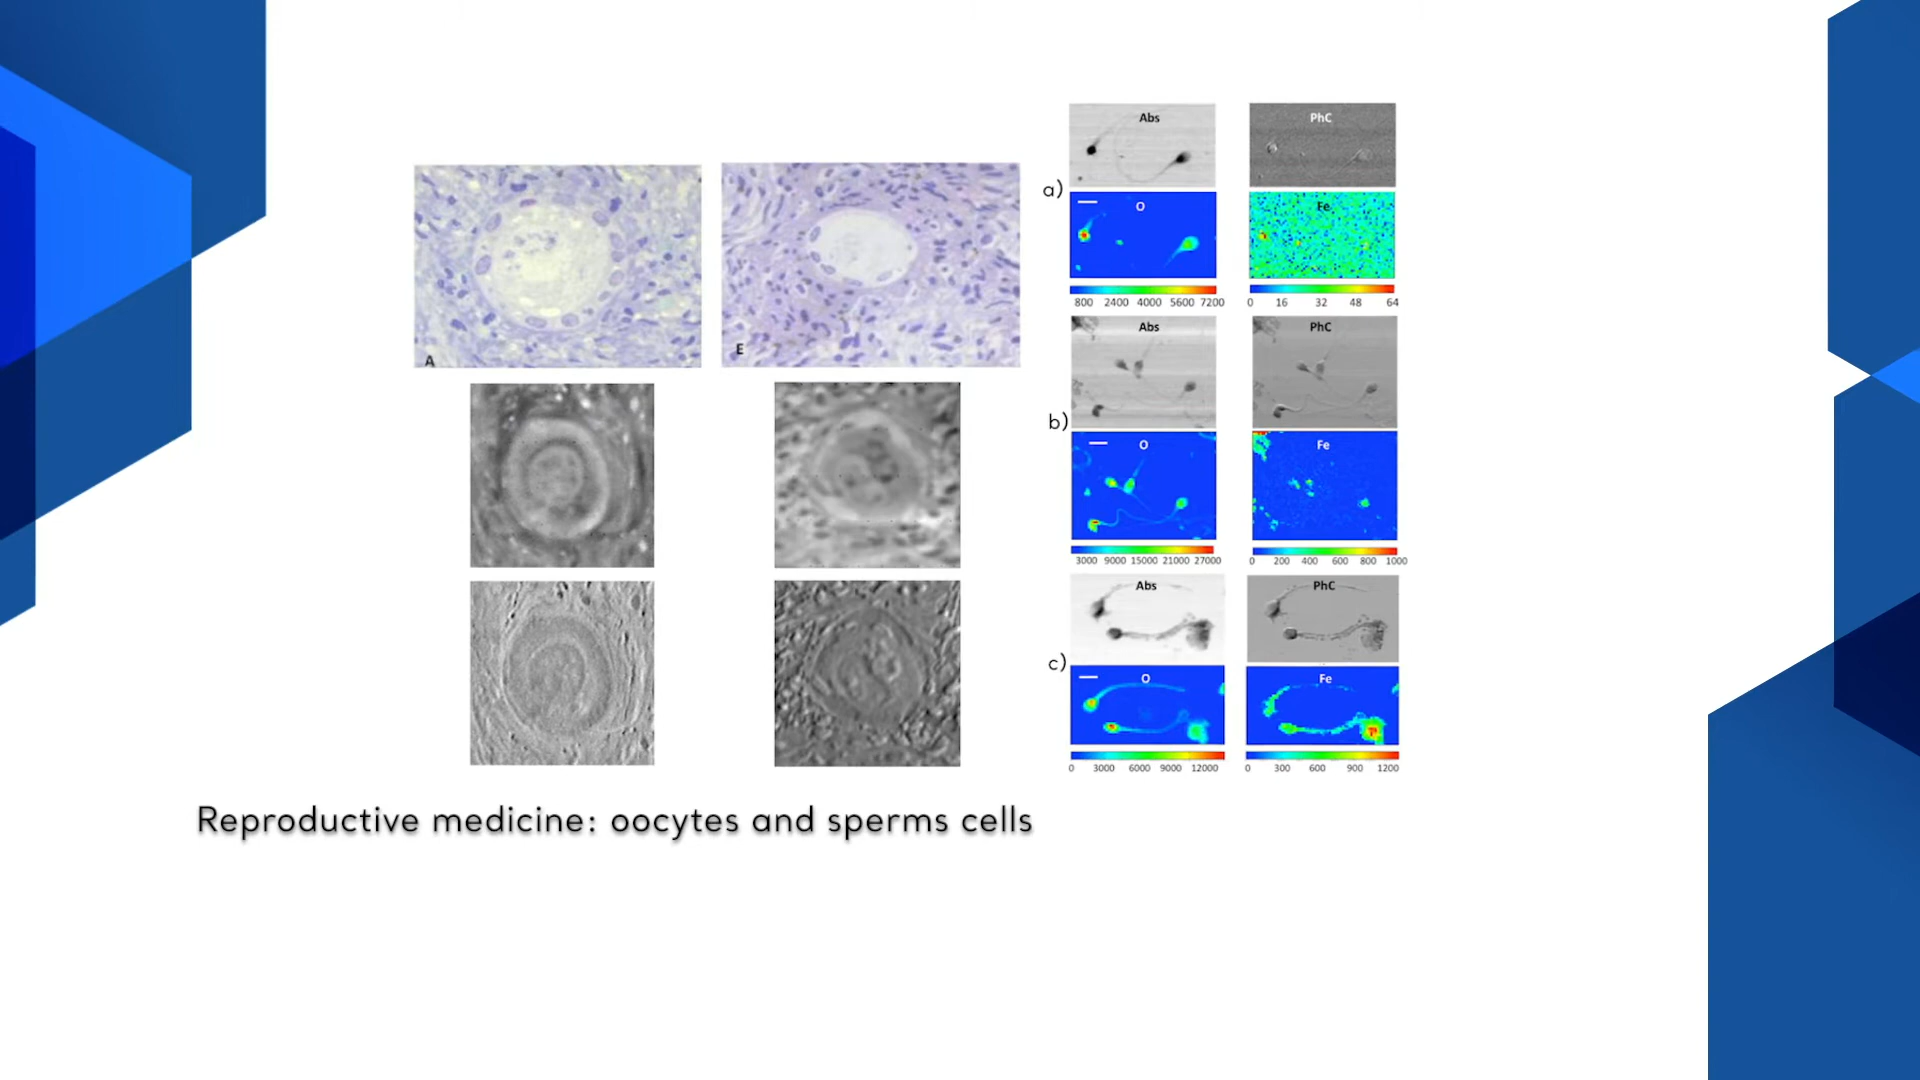 Abs PhC
a)
O Fe
800 2400 4000 5600 7200 0 16 32 48 64
Abs PhC
b)
O Fe
3000 9000 15000 21000 27000 0 200 400 600 800 1000
Abs PhC
c)
O Fe
0 3000 6000 9000 12000 0 300 600 900 1200
A E
Reproductive medicine: oocytes and sperms cells